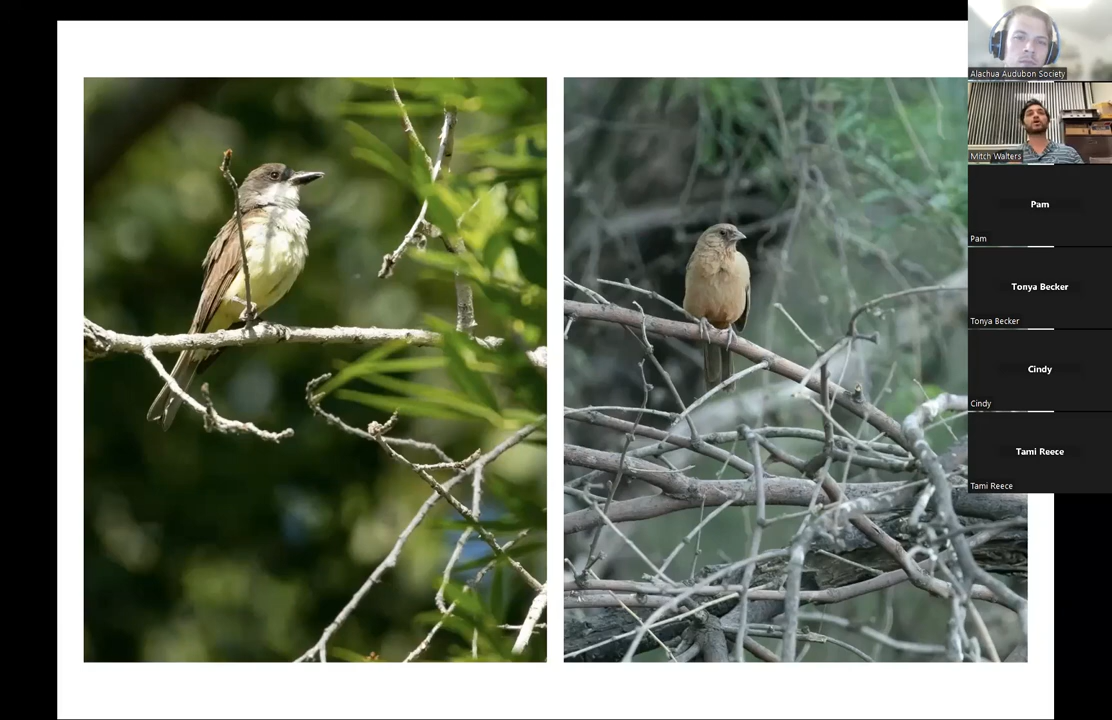 Alachua Audubon Society
Mitch Walters
Pam
Pam
Tonya Becker
Tonya Becker
Cindy
Cindy
Tami Reece
Tami Reece